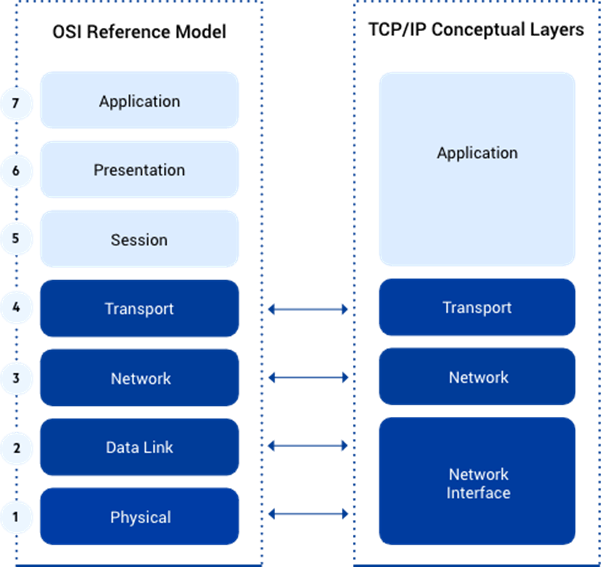 OSI Reference Model
7
Application
6
Presentation
5
Session
4
Transport
3
Network
2
Data Link
1
Physical
TCP/IP Conceptual Layers
Application
Transport
Network
Network
Interface